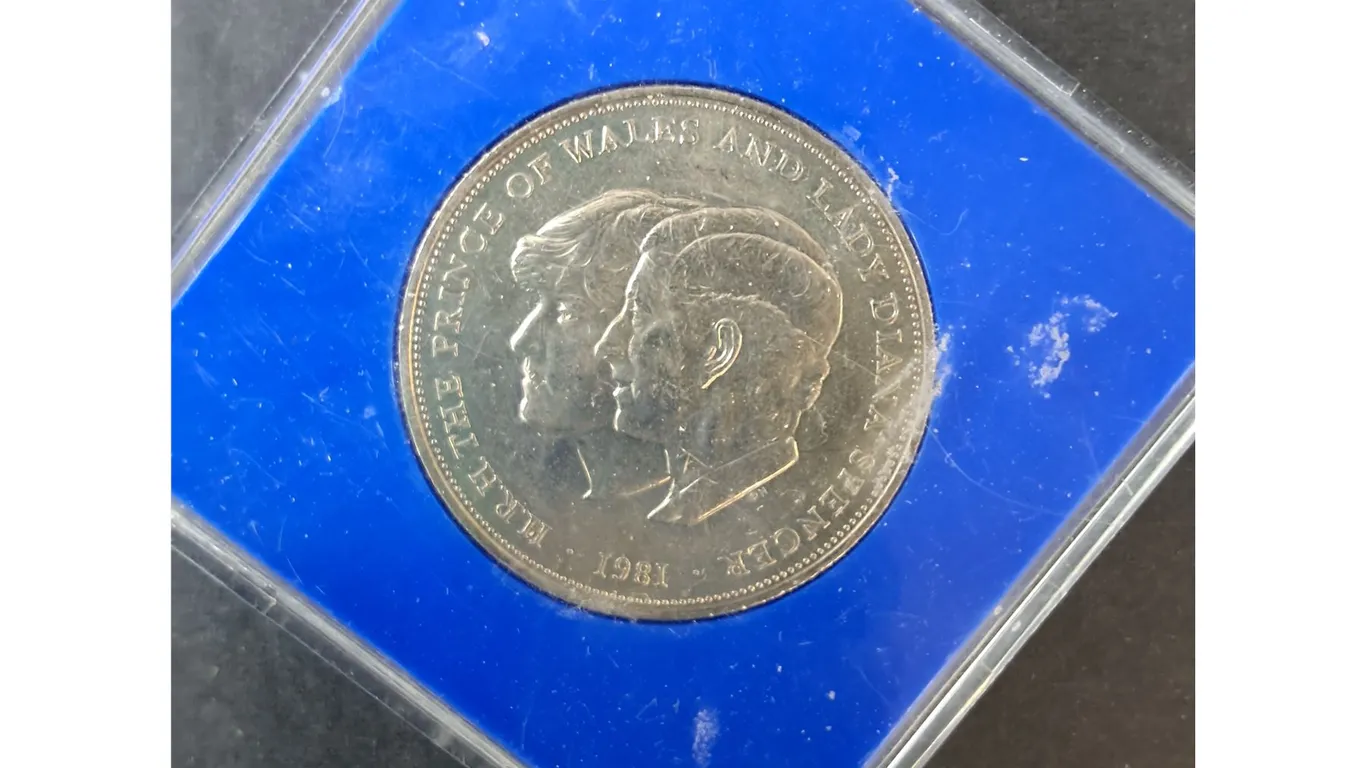 H.R.H. THE PRINCE OF WALES AND LADY DIANA SPENCER
1981